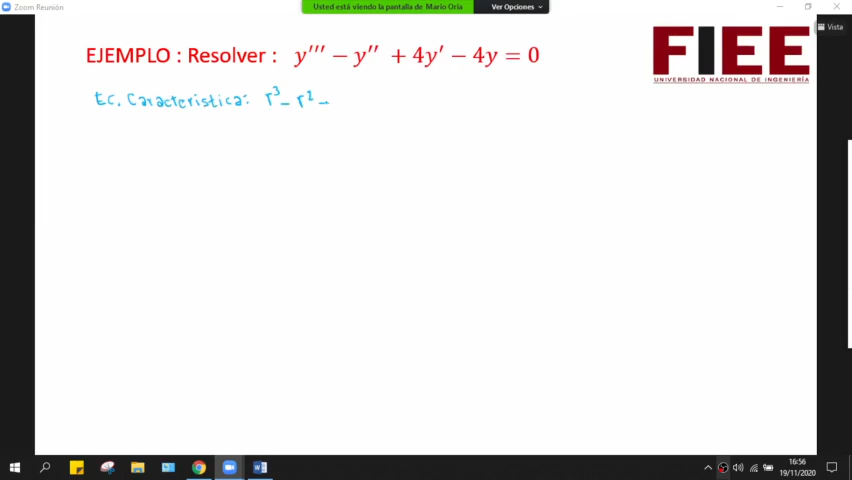 Zoom Reunión
Usted está viendo la pantalla de Mario Oria
Ver Opciones
Vista
EJEMPLO : Resolver : y′′′ − y′′ + 4y′ − 4y = 0
FIEE
UNIVERSIDAD NACIONAL DE INGENIERÍA
Ec. Característica: r³ - r² -
16:56
19/11/2020